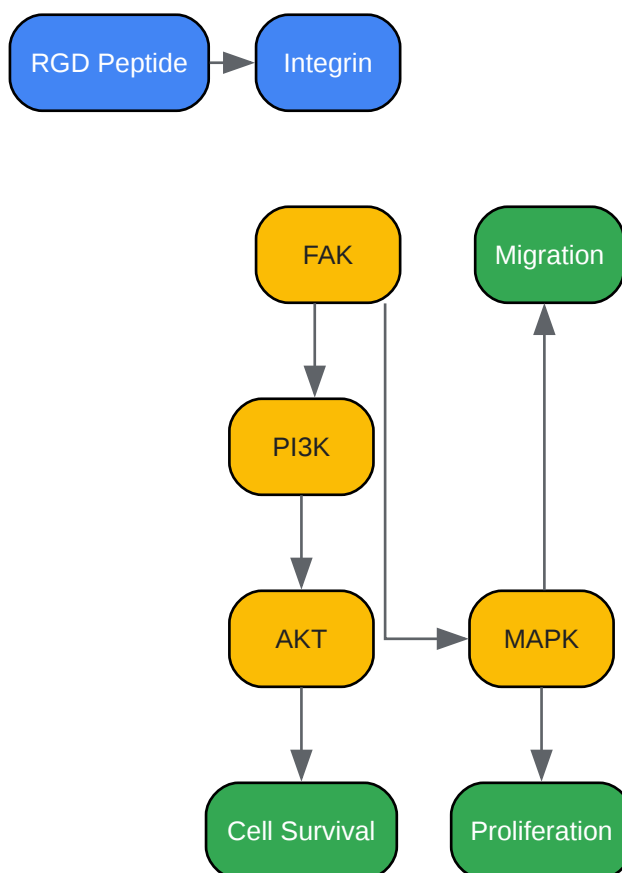 RGD Peptide
Integrin
FAK
Migration
PI3K
AKT
MAPK
Cell Survival
Proliferation